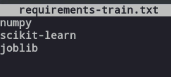 requirements-train.txt
numpy
scikit-learn
joblib